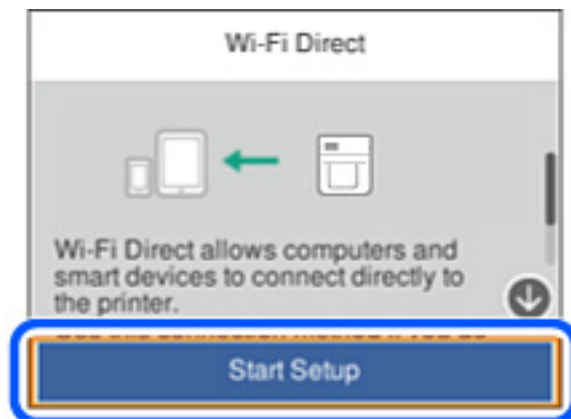 Wi-Fi Direct
Wi-Fi Direct allows computers and
smart devices to connect directly to
the printer.
Start Setup